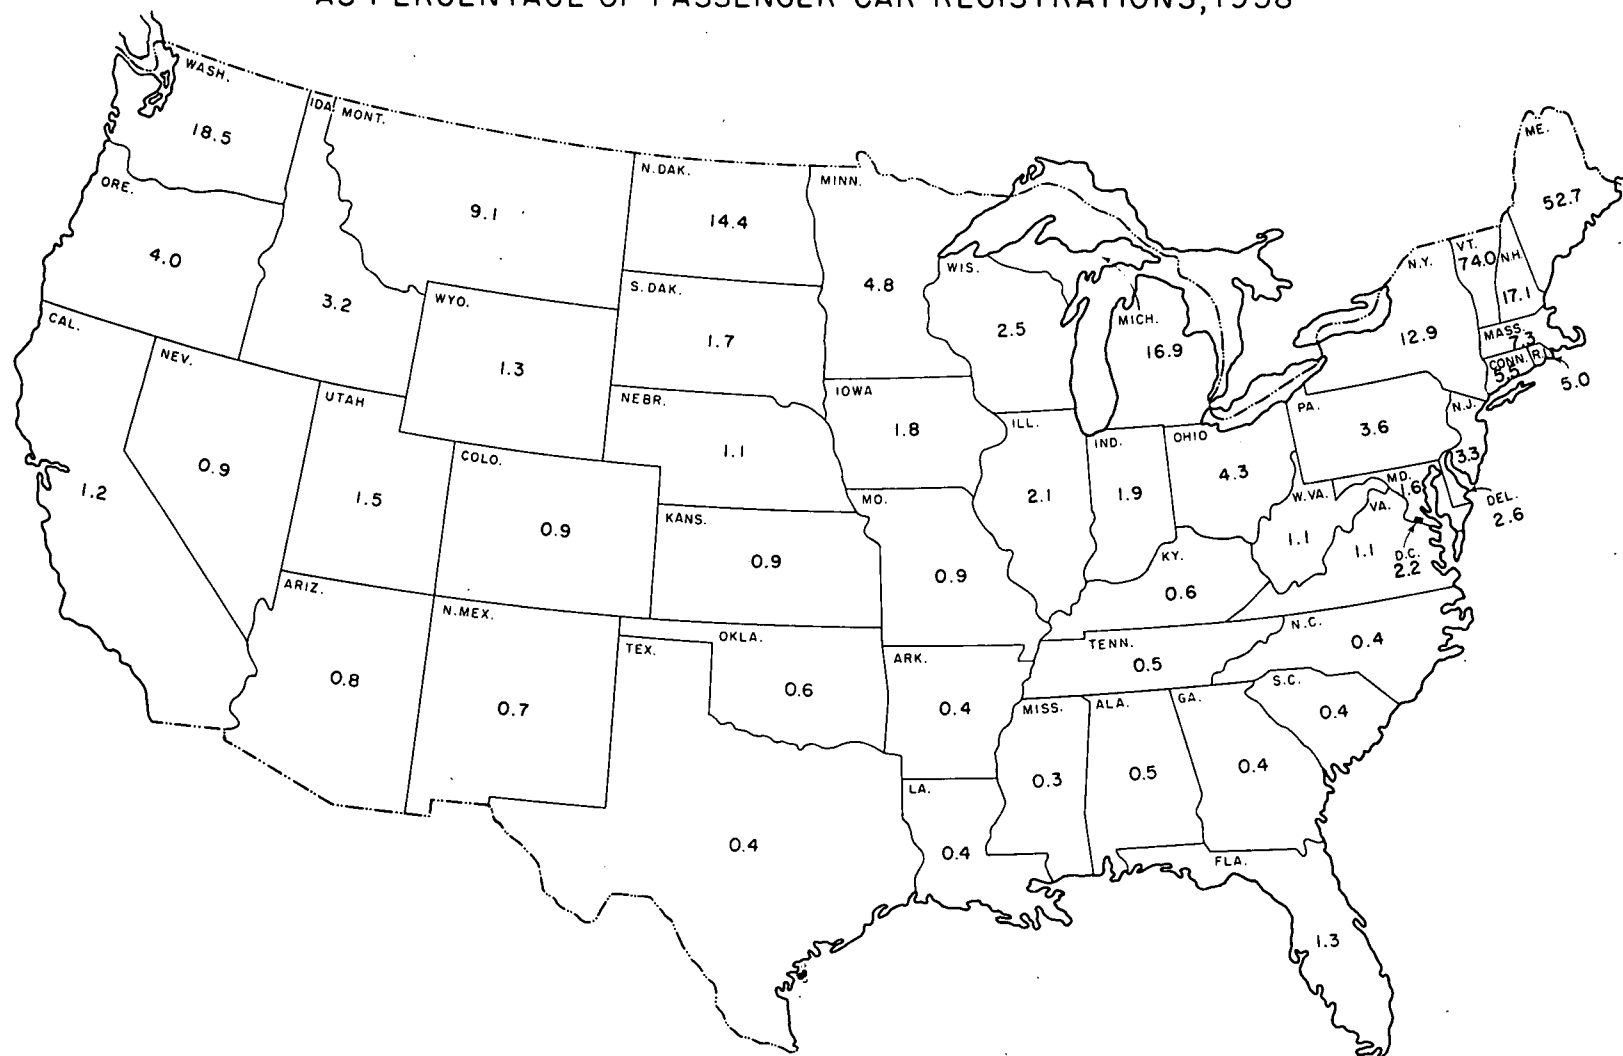 AS PERCENTAGE OF PASSENGER CAR REGISTRATIONS, 1958
WASH.
18.5
IDA.
3.2
MONT.
9.1
N.DAK.
14.4
MINN.
4.8
ME.
52.7
ORE.
4.0
WYO.
1.3
S.DAK.
1.7
WIS.
2.5
MICH.
16.9
N.Y.
12.9
VT.
74.0
N.H.
17.1
MASS.
7.3
CONN.
5.5
R.I.
5.0
CAL.
1.2
NEV.
0.9
UTAH
1.5
COLO.
0.9
NEBR.
1.1
IOWA
1.8
ILL.
2.1
IND.
1.9
OHIO
4.3
PA.
3.6
N.J.
3.3
MD.
1.6
DEL.
2.6
D.C.
2.2
W.VA.
1.1
VA.
1.1
KANS.
0.9
MO.
0.9
KY.
0.6
ARIZ.
0.8
N.MEX.
0.7
TEX.
0.4
OKLA.
0.6
ARK.
0.4
TENN.
0.5
N.C.
0.4
S.C.
0.4
MISS.
0.3
ALA.
0.5
GA.
0.4
LA.
0.4
FLA.
1.3